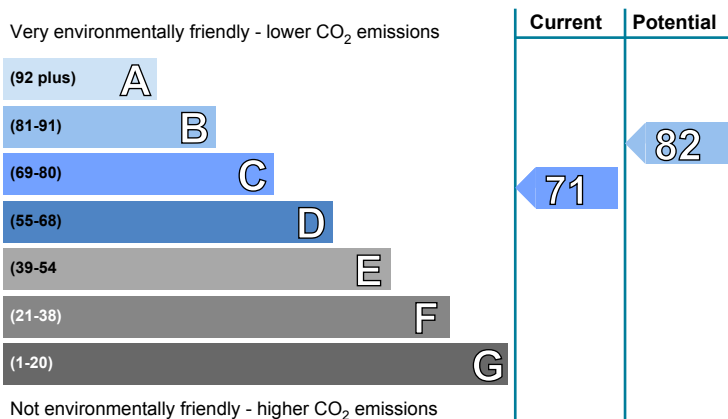 Current Potential
Very environmentally friendly - lower CO2 emissions
(92 plus) A
(81-91) B
82
(69-80) C
71
(55-68) D
(39-54 E
(21-38) F
(1-20) G
Not environmentally friendly - higher CO2 emissions